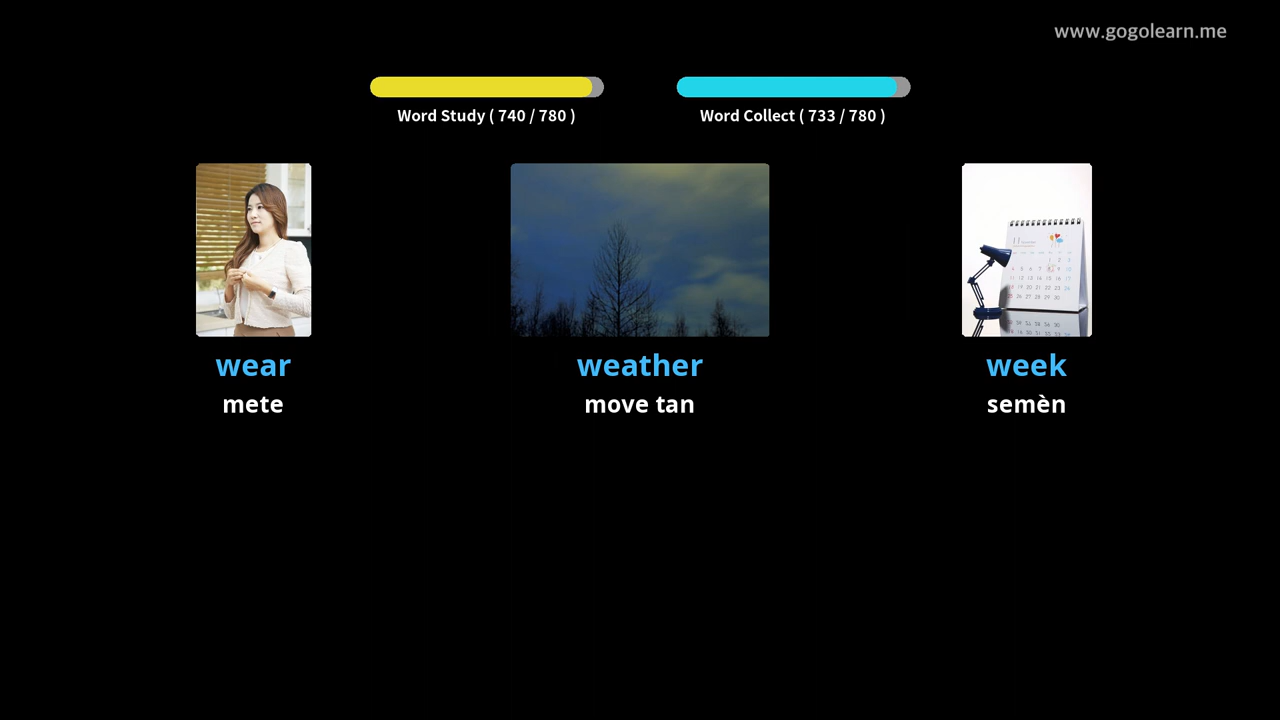 www.gogolearn.me
Word Study ( 740 / 780 )
Word Collect ( 733 / 780 )
wear
weather
week
mete
move tan
semèn